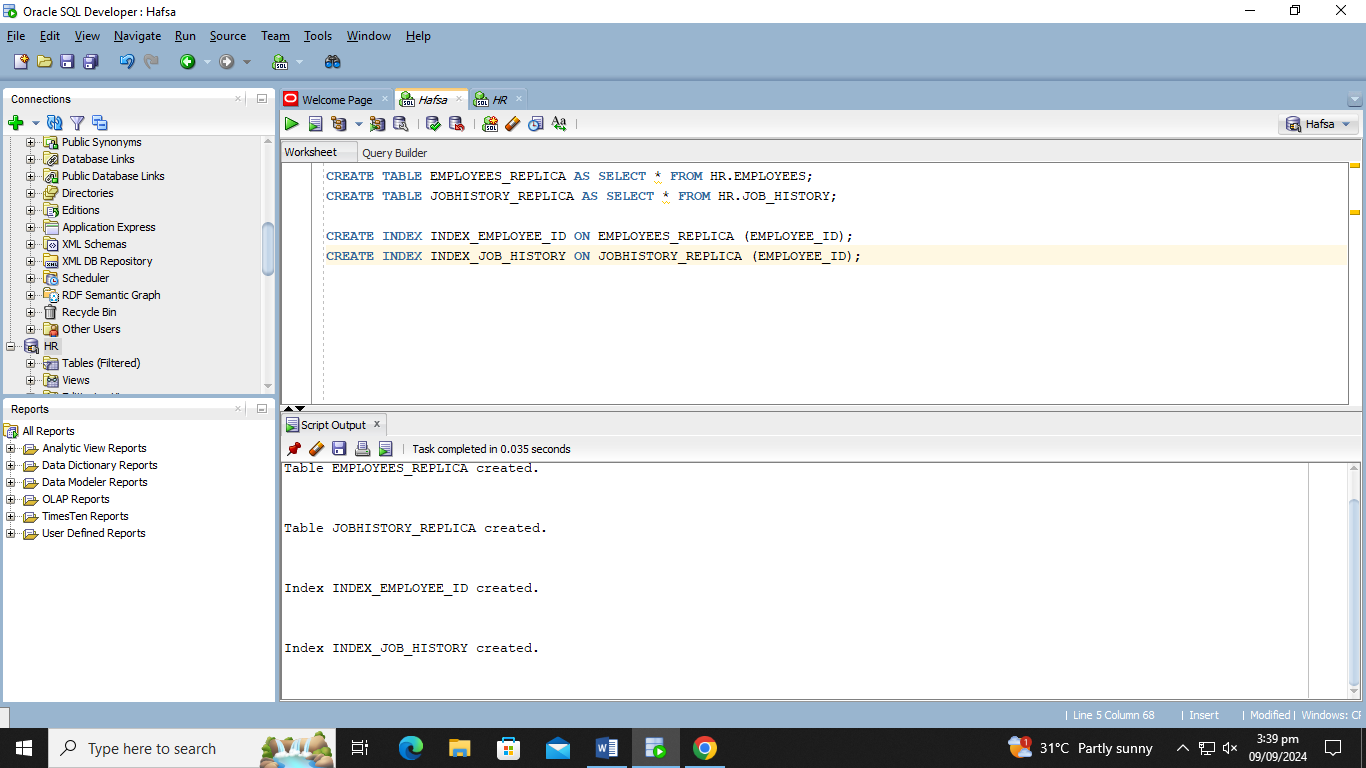 Oracle SQL Developer : Hafsa
File Edit View Navigate Run Source Team Tools Window Help
Connections
Public Synonyms
Database Links
Public Database Links
Directories
Editions
Application Express
XML Schemas
XML DB Repository
Scheduler
RDF Semantic Graph
Recycle Bin
Other Users
HR
Tables (Filtered)
Views
Reports
All Reports
Analytic View Reports
Data Dictionary Reports
Data Modeler Reports
OLAP Reports
TimesTen Reports
User Defined Reports
Welcome Page Hafsa HR
Hafsa
Worksheet Query Builder
CREATE TABLE EMPLOYEES_REPLICA AS SELECT * FROM HR.EMPLOYEES;
CREATE TABLE JOBHISTORY_REPLICA AS SELECT * FROM HR.JOB_HISTORY;
CREATE INDEX INDEX_EMPLOYEE_ID ON EMPLOYEES_REPLICA (EMPLOYEE_ID);
CREATE INDEX INDEX_JOB_HISTORY ON JOBHISTORY_REPLICA (EMPLOYEE_ID);
Script Output
Task completed in 0.035 seconds
Table EMPLOYEES_REPLICA created.
Table JOBHISTORY_REPLICA created.
Index INDEX_EMPLOYEE_ID created.
Index INDEX_JOB_HISTORY created.
Line 5 Column 68 Insert Modified Windows: CR
Type here to search
31°C Partly sunny
3:39 pm
09/09/2024